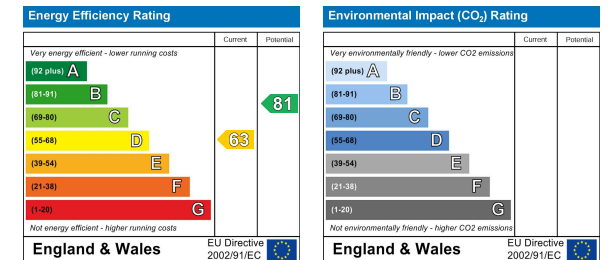 Energy Efficiency Rating
Current Potential
Very energy efficient - lower running costs
(92 plus) A
(81-91) B
81
(69-80) C
(55-68) D
63
(39-54) E
(21-38) F
(1-20) G
Not energy efficient - higher running costs
England & Wales
EU Directive
2002/91/EC
Environmental Impact (CO₂) Rating
Current Potential
Very environmentally friendly - lower CO2 emissions
(92 plus) A
(81-91) B
(69-80) C
(55-68) D
(39-54) E
(21-38) F
(1-20) G
Not environmentally friendly - higher CO2 emissions
England & Wales
EU Directive
2002/91/EC